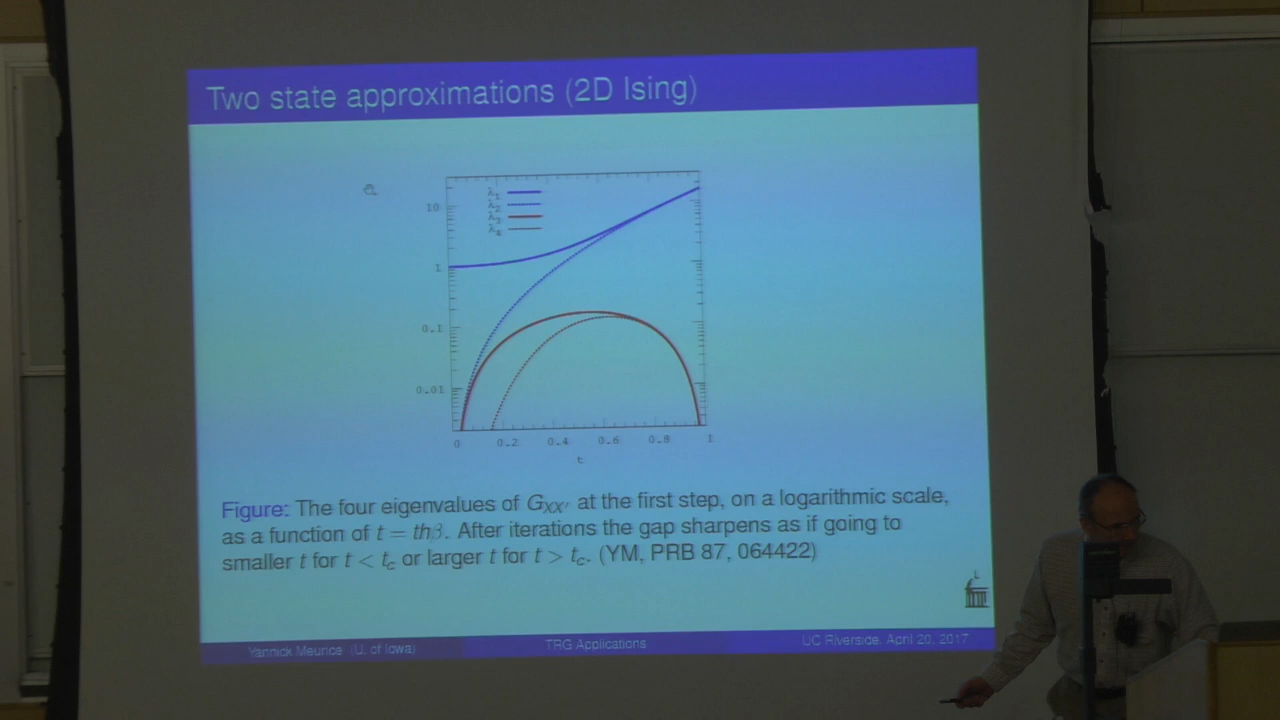 Two state approximations (2D Ising)
λ₁
λ₂
λ₃
λ₄
10
1
0.1
0.01
0 0.2 0.4 0.6 0.8 1
t
Figure: The four eigenvalues of G_XX' at the first step, on a logarithmic scale,
as a function of t = thβ. After iterations the gap sharpens as if going to
smaller t for t < t_c or larger t for t > t_c. (YM, PRB 87, 064422)
Yannick Meurice (U. of Iowa) TRG Applications UC Riverside, April 20, 2017